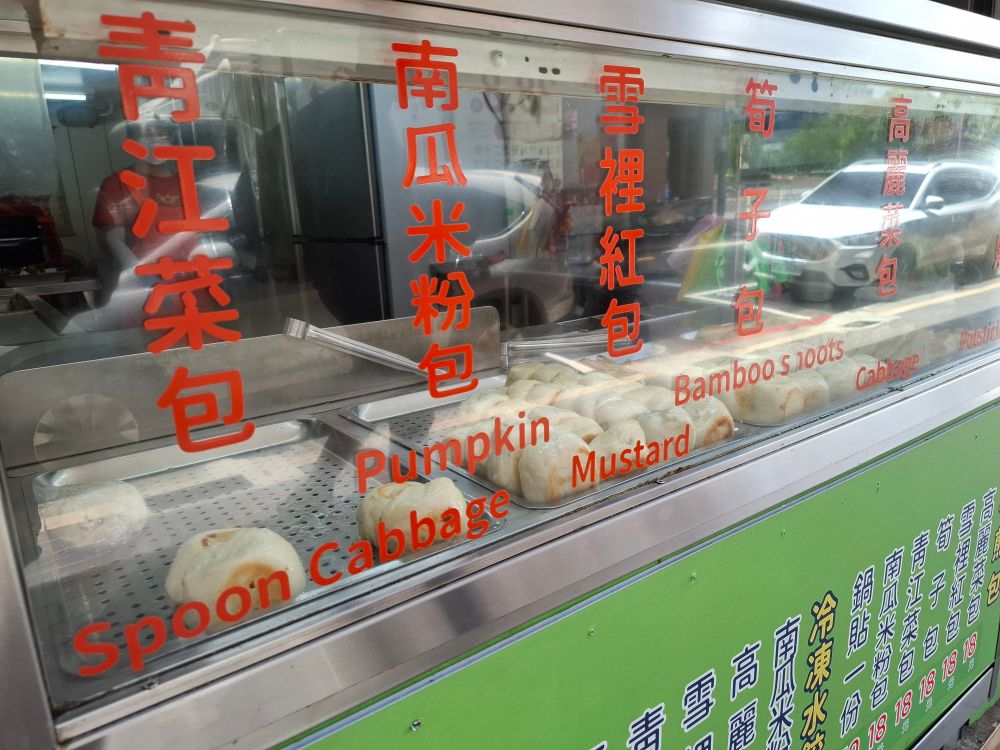 青江菜包
南瓜米粉包
雪裡紅包
筍子包
高麗菜包
Spoon Cabbage
Pumpkin
Mustard
Bamboo s oots
Cabbage
高麗菜包
雪裡紅包 18
筍子包 18
青江菜包 18
南瓜米粉包 18
鍋貼一份
冷凍水
南瓜米
高麗
雪裡
青